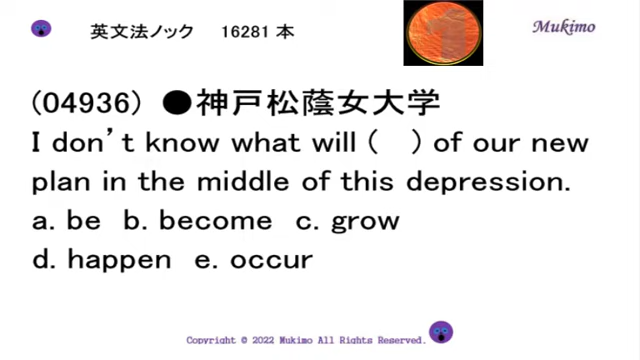 英文法ノック 16281 本
Mukimo
(04936) ●神戸松蔭女大学
I don't know what will ( ) of our new
plan in the middle of this depression.
a. be b. become c. grow
d. happen e. occur
Copyright © 2022 Mukimo All Rights Reserved.